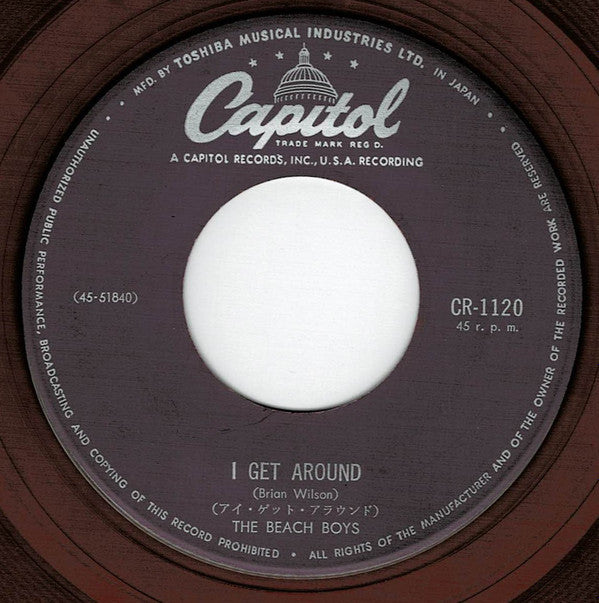 • MFD. BY TOSHIBA MUSICAL INDUSTRIES LTD. IN JAPAN •
Capitol
TRADE MARK REG D.
A CAPITOL RECORDS, INC., U.S.A. RECORDING
(45-51840)
CR-1120
45 r. p. m.
I GET AROUND
(Brian Wilson)
(アイ・ゲット・アラウンド)
THE BEACH BOYS
• UNAUTHORIZED PUBLIC PERFORMANCE, BROADCASTING AND COPYING OF THIS RECORD PROHIBITED • ALL RIGHTS OF THE MANUFACTURER AND OF THE OWNER OF THE RECORDED WORK ARE RESERVED •